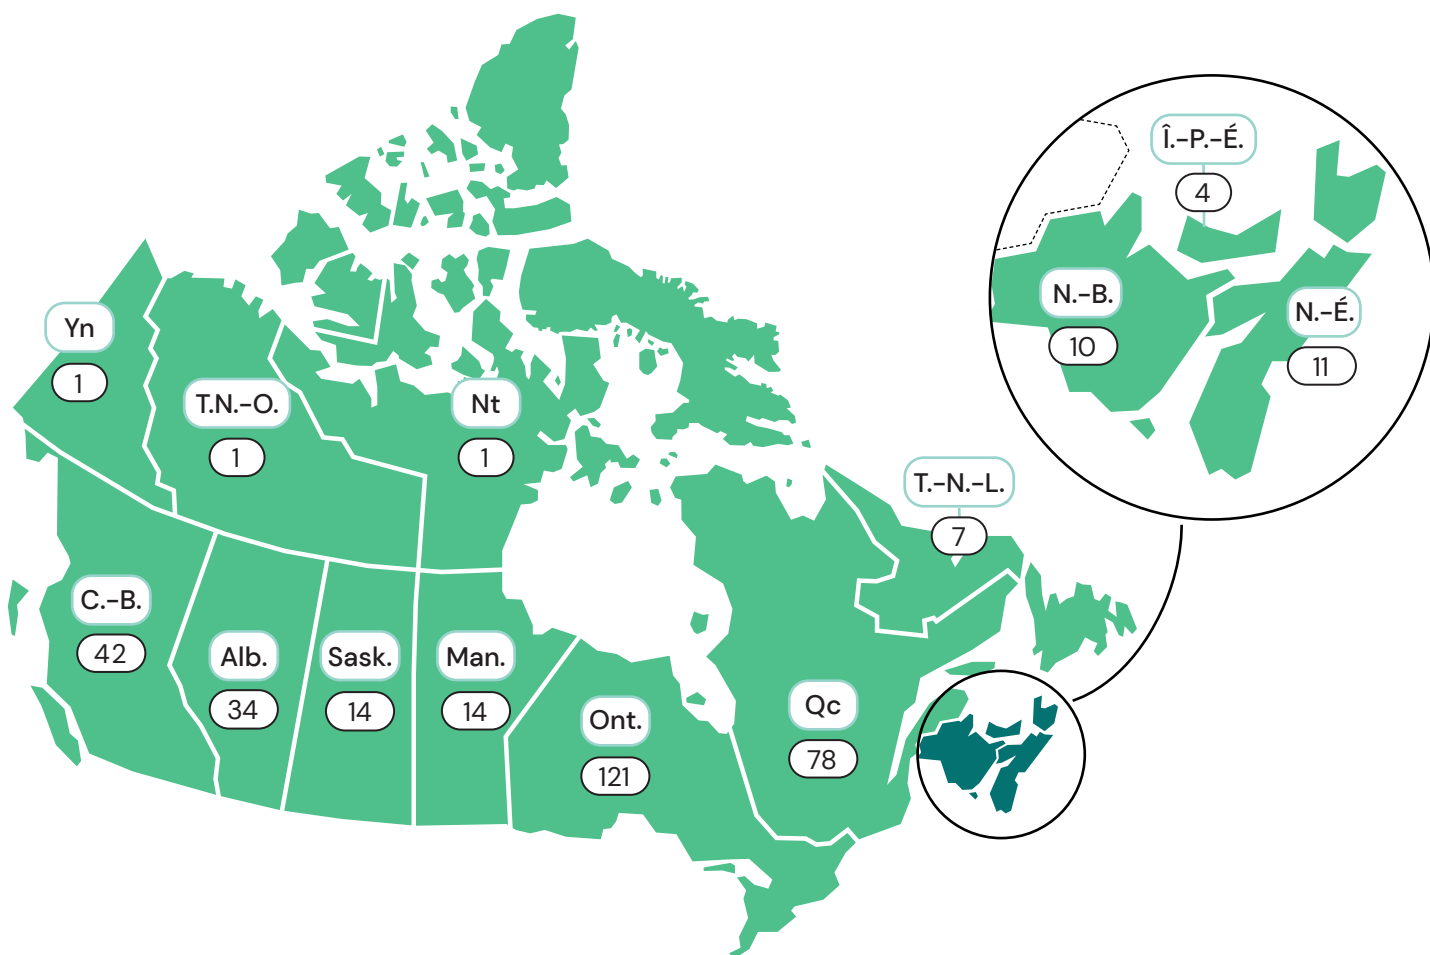 Î.-P.-É.
4
N.-B.
10
N.-É.
11
Yn
1
T.N.-O.
1
Nt
1
T.-N.-L.
7
C.-B.
42
Alb.
34
Sask.
14
Man.
14
Ont.
121
Qc
78